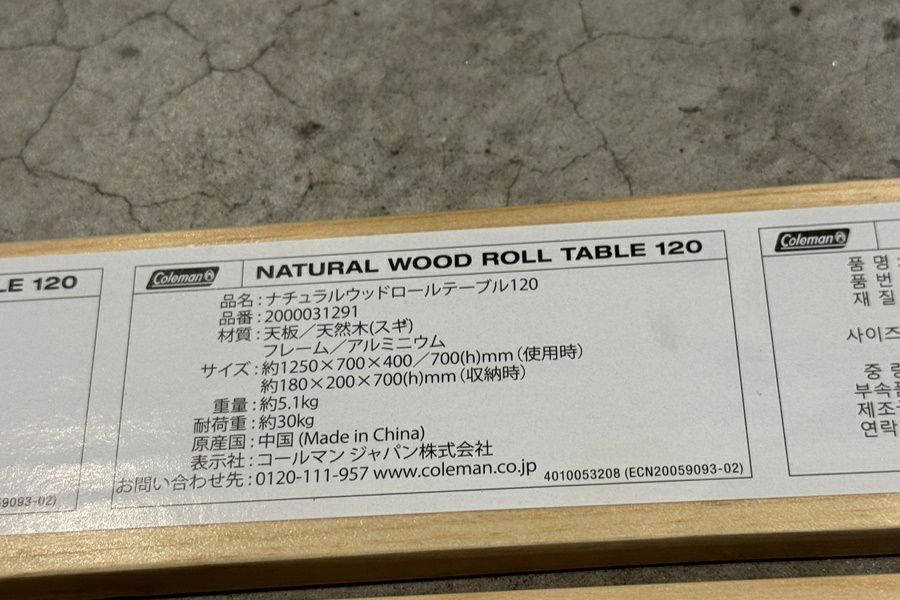 LE 120
59093-02)
Coleman
NATURAL WOOD ROLL TABLE 120
品名：ナチュラルウッドロールテーブル120
品番：2000031291
材質：天板／天然木(スギ)
フレーム／アルミニウム
サイズ：約1250×700×400／700(h)mm（使用時）
約180×200×700(h)mm（収納時）
重量：約5.1kg
耐荷重：約30kg
原産国：中国 (Made in China)
表示社：コールマン ジャパン株式会社
お問い合わせ先：0120-111-957 www.coleman.co.jp
4010053208 (ECN20059093-02)
Coleman
품 명
품 번
재 질
사이즈
중 량
부속품
제조국
연락